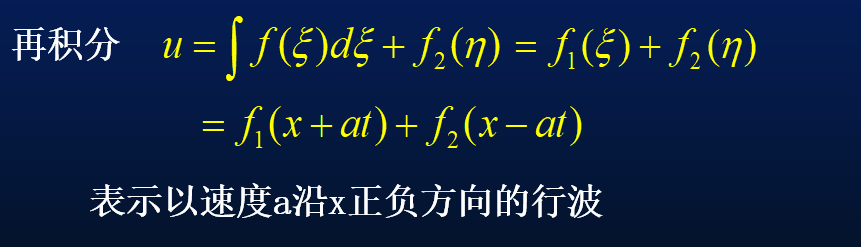 再积分 u = ∫ f(ξ)dξ + f₂(η) = f₁(ξ) + f₂(η)
= f₁(x + at) + f₂(x − at)
表示以速度a沿x正负方向的行波